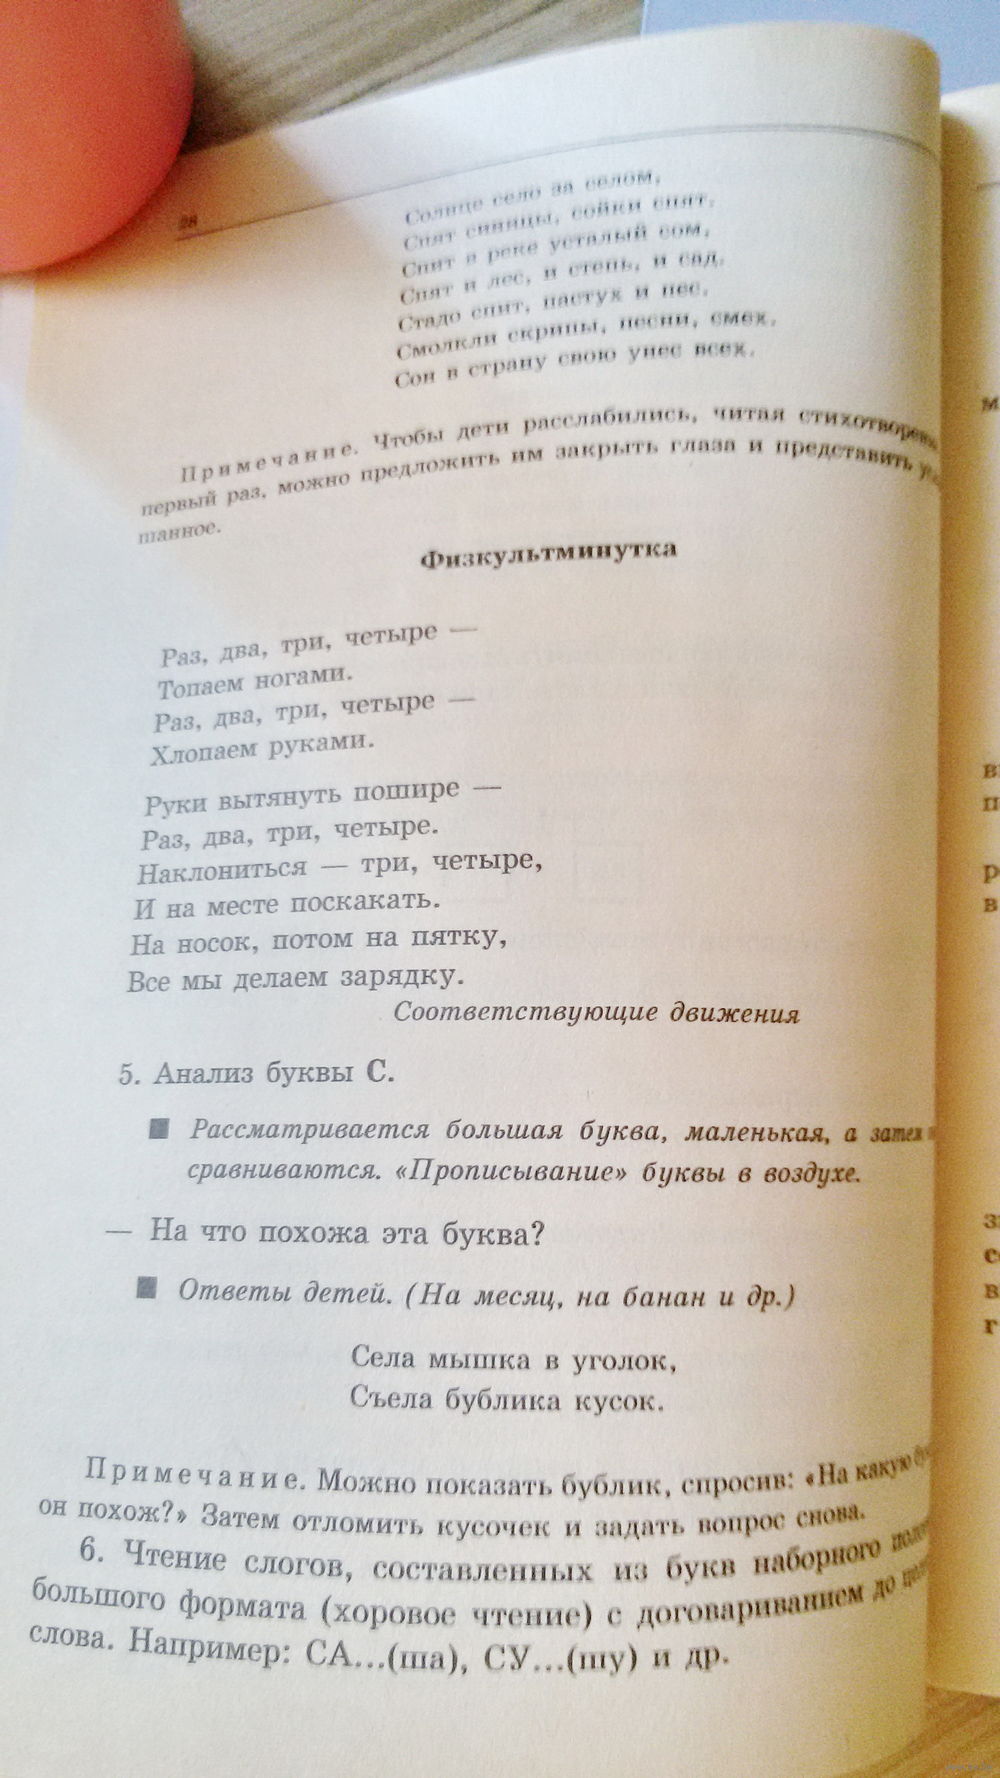 28
Солнце село за селом,
Спят синицы, сойки спят.
Спит в реке усталый сом,
Спят и лес, и степь, и сад.
Стадо спит, пастух и пес.
Смолкли скрипы, песни, смех.
Сон в страну свою унес всех.
Примечание. Чтобы дети расслабились, читая
первый раз, можно предложить им закрыть глаза и представить
шанное.
Физкультминутка
Раз, два, три, четыре —
Топаем ногами.
Раз, два, три, четыре —
Хлопаем руками.
Руки вытянуть пошире —
Раз, два, три, четыре.
Наклониться — три, четыре,
И на месте поскакать.
На носок, потом на пятку,
Все мы делаем зарядку.
Соответствующие движения
5. Анализ буквы С.
■ Рассматривается большая буква, маленькая, а затем
сравниваются. «Прописывание» буквы в воздухе.
— На что похожа эта буква?
■ Ответы детей. (На месяц, на банан и др.)
Села мышка в уголок,
Съела бублика кусок.
Примечание. Можно показать бублик, спросив: «На какую
он похож?» Затем отломить кусочек и задать вопрос снова.
6. Чтение слогов, составленных из букв наборного
большого формата (хоровое чтение) с договариванием до
слова. Например: СА...(ша), СУ...(шу) и др.